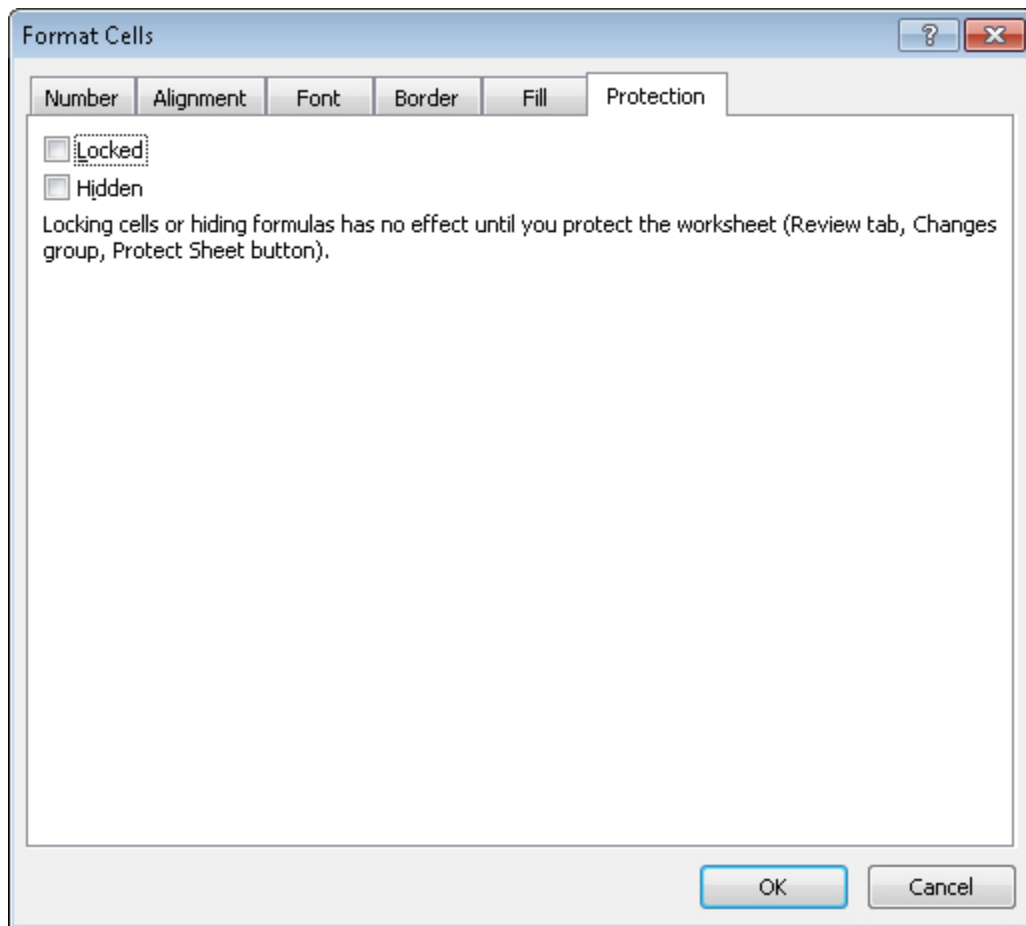 Format Cells
Number Alignment Font Border Fill Protection
Locked
Hidden
Locking cells or hiding formulas has no effect until you protect the worksheet (Review tab, Changes
group, Protect Sheet button).
OK Cancel